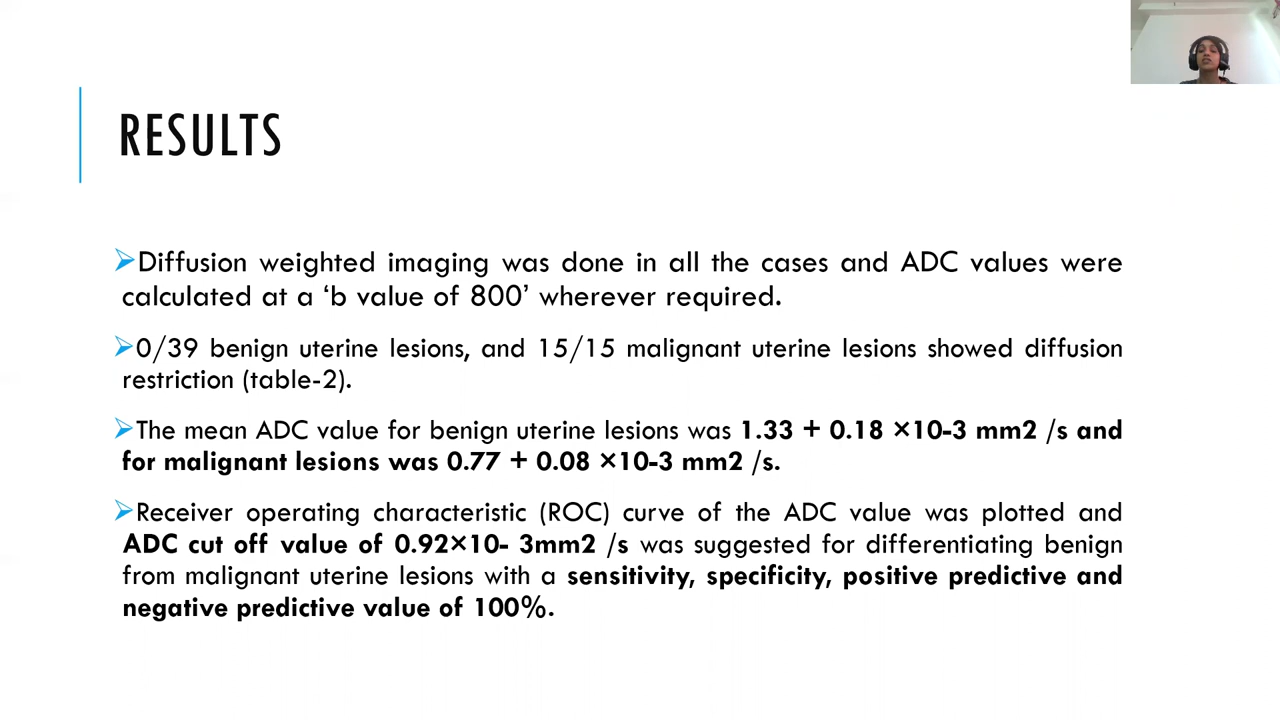 RESULTS
➢Diffusion weighted imaging was done in all the cases and ADC values were
calculated at a ‘b value of 800’ wherever required.
➢0/39 benign uterine lesions, and 15/15 malignant uterine lesions showed diffusion
restriction (table-2).
➢The mean ADC value for benign uterine lesions was 1.33 + 0.18 ×10-3 mm2 /s and
for malignant lesions was 0.77 + 0.08 ×10-3 mm2 /s.
➢Receiver operating characteristic (ROC) curve of the ADC value was plotted and
ADC cut off value of 0.92×10- 3mm2 /s was suggested for differentiating benign
from malignant uterine lesions with a sensitivity, specificity, positive predictive and
negative predictive value of 100%.